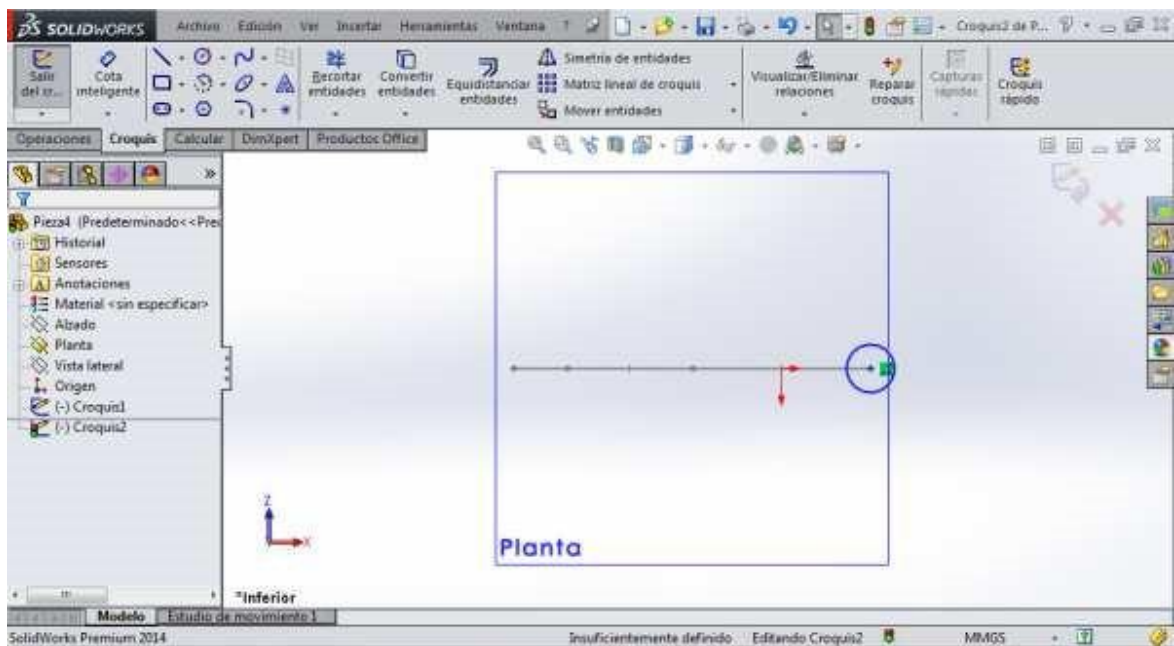 SOLIDWORKS Archivo Edición Ver Insertar Herramientas Ventana ? Croquis2 de P...
Salir Cota
inteligente
Recortar
entidades
Convertir
entidades
Equidistanciar
entidades
Simetría de entidades
Matriz lineal de croquis
Mover entidades
Visualizar/Eliminar
relaciones
Reparar
croquis
Capturas
rápidas
Croquis
rápido
Operaciones Croquis Calcular DimXpert Productos Office
Pieza4 (Predeterminado<<Pre
Historial
Sensores
Anotaciones
Material <sin especificar>
Alzado
Planta
Vista lateral
Origen
(-) Croquis1
(-) Croquis2
Z
X
Planta
*Inferior
Modelo Estudio de movimiento 1
SolidWorks Premium 2014 Insuficientemente definido Editando Croquis2 MMGS